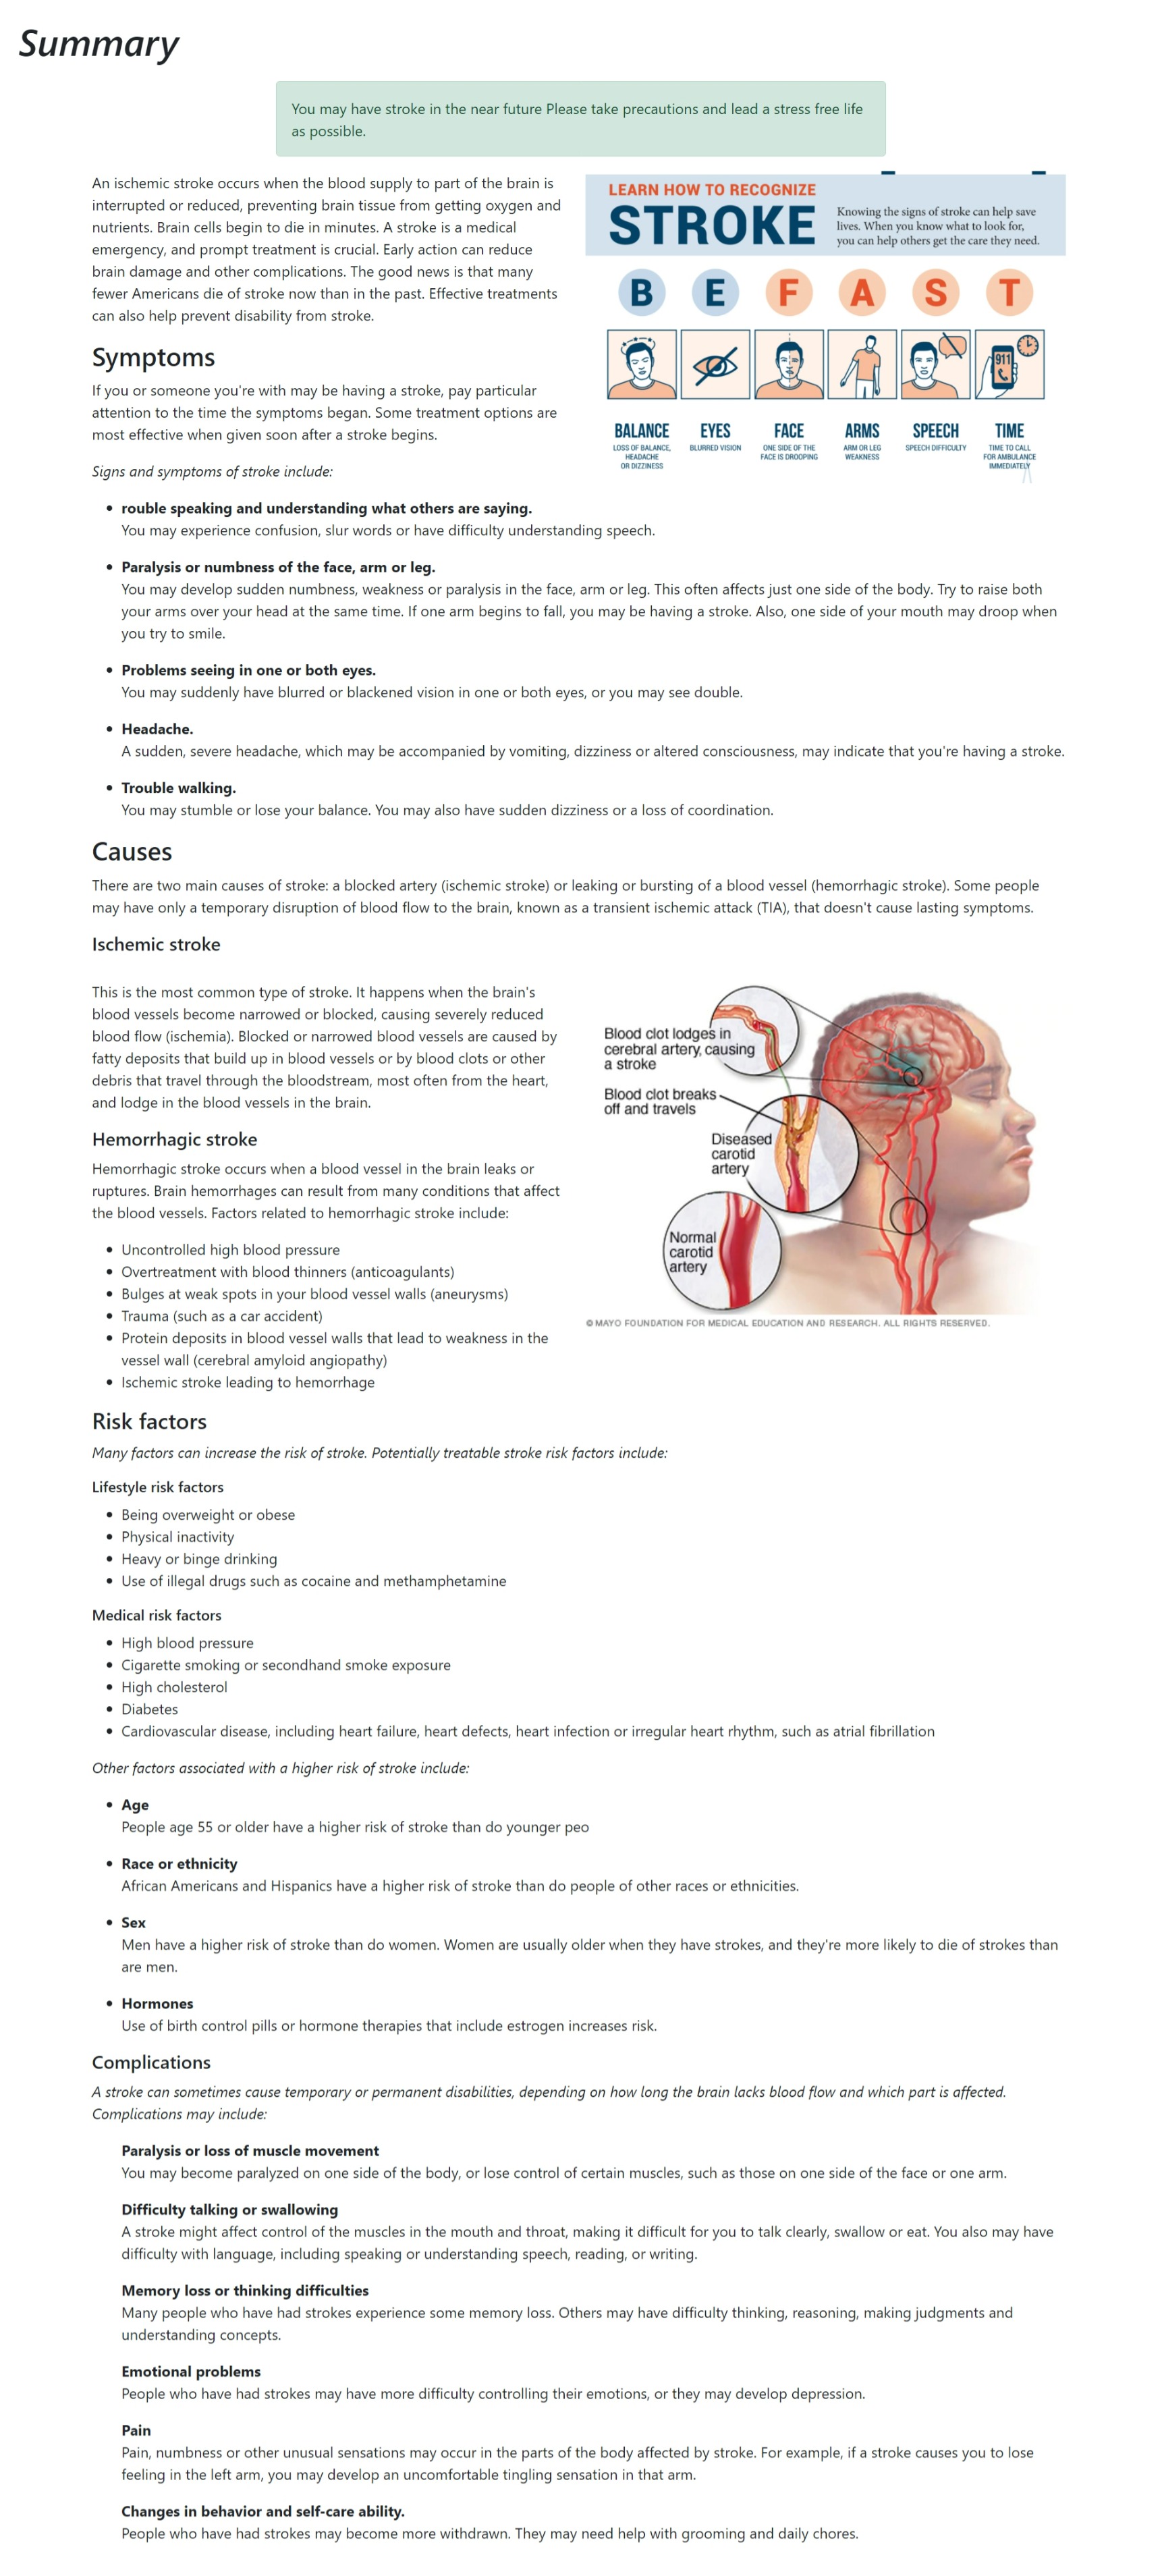 Summary
You may have stroke in the near future Please take precautions and lead a stress free life
as possible.
An ischemic stroke occurs when the blood supply to part of the brain is
interrupted or reduced, preventing brain tissue from getting oxygen and
nutrients. Brain cells begin to die in minutes. A stroke is a medical
emergency, and prompt treatment is crucial. Early action can reduce
brain damage and other complications. The good news is that many
fewer Americans die of stroke now than in the past. Effective treatments
can also help prevent disability from stroke.
LEARN HOW TO RECOGNIZE
STROKE
Knowing the signs of stroke can help save
lives. When you know what to look for,
you can help others get the care they need.
B E F A S T
911
BALANCE EYES FACE ARMS SPEECH TIME
LOSS OF BALANCE, HEADACHE OR DIZZINESS
BLURRED VISION
ONE SIDE OF THE FACE IS DROOPING
ARM OR LEG WEAKNESS
SPEECH DIFFICULTY
TIME TO CALL FOR AMBULANCE IMMEDIATELY
Symptoms
If you or someone you're with may be having a stroke, pay particular
attention to the time the symptoms began. Some treatment options are
most effective when given soon after a stroke begins.
Signs and symptoms of stroke include:
• rouble speaking and understanding what others are saying.
You may experience confusion, slur words or have difficulty understanding speech.
• Paralysis or numbness of the face, arm or leg.
You may develop sudden numbness, weakness or paralysis in the face, arm or leg. This often affects just one side of the body. Try to raise both
your arms over your head at the same time. If one arm begins to fall, you may be having a stroke. Also, one side of your mouth may droop when
you try to smile.
• Problems seeing in one or both eyes.
You may suddenly have blurred or blackened vision in one or both eyes, or you may see double.
• Headache.
A sudden, severe headache, which may be accompanied by vomiting, dizziness or altered consciousness, may indicate that you're having a stroke.
• Trouble walking.
You may stumble or lose your balance. You may also have sudden dizziness or a loss of coordination.
Causes
There are two main causes of stroke: a blocked artery (ischemic stroke) or leaking or bursting of a blood vessel (hemorrhagic stroke). Some people
may have only a temporary disruption of blood flow to the brain, known as a transient ischemic attack (TIA), that doesn't cause lasting symptoms.
Ischemic stroke
This is the most common type of stroke. It happens when the brain's
blood vessels become narrowed or blocked, causing severely reduced
blood flow (ischemia). Blocked or narrowed blood vessels are caused by
fatty deposits that build up in blood vessels or by blood clots or other
debris that travel through the bloodstream, most often from the heart,
and lodge in the blood vessels in the brain.
Blood clot lodges in
cerebral artery, causing
a stroke
Blood clot breaks
off and travels
Diseased
carotid
artery
Normal
carotid
artery
© MAYO FOUNDATION FOR MEDICAL EDUCATION AND RESEARCH. ALL RIGHTS RESERVED.
Hemorrhagic stroke
Hemorrhagic stroke occurs when a blood vessel in the brain leaks or
ruptures. Brain hemorrhages can result from many conditions that affect
the blood vessels. Factors related to hemorrhagic stroke include:
• Uncontrolled high blood pressure
• Overtreatment with blood thinners (anticoagulants)
• Bulges at weak spots in your blood vessel walls (aneurysms)
• Trauma (such as a car accident)
• Protein deposits in blood vessel walls that lead to weakness in the
vessel wall (cerebral amyloid angiopathy)
• Ischemic stroke leading to hemorrhage
Risk factors
Many factors can increase the risk of stroke. Potentially treatable stroke risk factors include:
Lifestyle risk factors
• Being overweight or obese
• Physical inactivity
• Heavy or binge drinking
• Use of illegal drugs such as cocaine and methamphetamine
Medical risk factors
• High blood pressure
• Cigarette smoking or secondhand smoke exposure
• High cholesterol
• Diabetes
• Cardiovascular disease, including heart failure, heart defects, heart infection or irregular heart rhythm, such as atrial fibrillation
Other factors associated with a higher risk of stroke include:
• Age
People age 55 or older have a higher risk of stroke than do younger peo
• Race or ethnicity
African Americans and Hispanics have a higher risk of stroke than do people of other races or ethnicities.
• Sex
Men have a higher risk of stroke than do women. Women are usually older when they have strokes, and they're more likely to die of strokes than
are men.
• Hormones
Use of birth control pills or hormone therapies that include estrogen increases risk.
Complications
A stroke can sometimes cause temporary or permanent disabilities, depending on how long the brain lacks blood flow and which part is affected.
Complications may include:
Paralysis or loss of muscle movement
You may become paralyzed on one side of the body, or lose control of certain muscles, such as those on one side of the face or one arm.
Difficulty talking or swallowing
A stroke might affect control of the muscles in the mouth and throat, making it difficult for you to talk clearly, swallow or eat. You also may have
difficulty with language, including speaking or understanding speech, reading, or writing.
Memory loss or thinking difficulties
Many people who have had strokes experience some memory loss. Others may have difficulty thinking, reasoning, making judgments and
understanding concepts.
Emotional problems
People who have had strokes may have more difficulty controlling their emotions, or they may develop depression.
Pain
Pain, numbness or other unusual sensations may occur in the parts of the body affected by stroke. For example, if a stroke causes you to lose
feeling in the left arm, you may develop an uncomfortable tingling sensation in that arm.
Changes in behavior and self-care ability.
People who have had strokes may become more withdrawn. They may need help with grooming and daily chores.